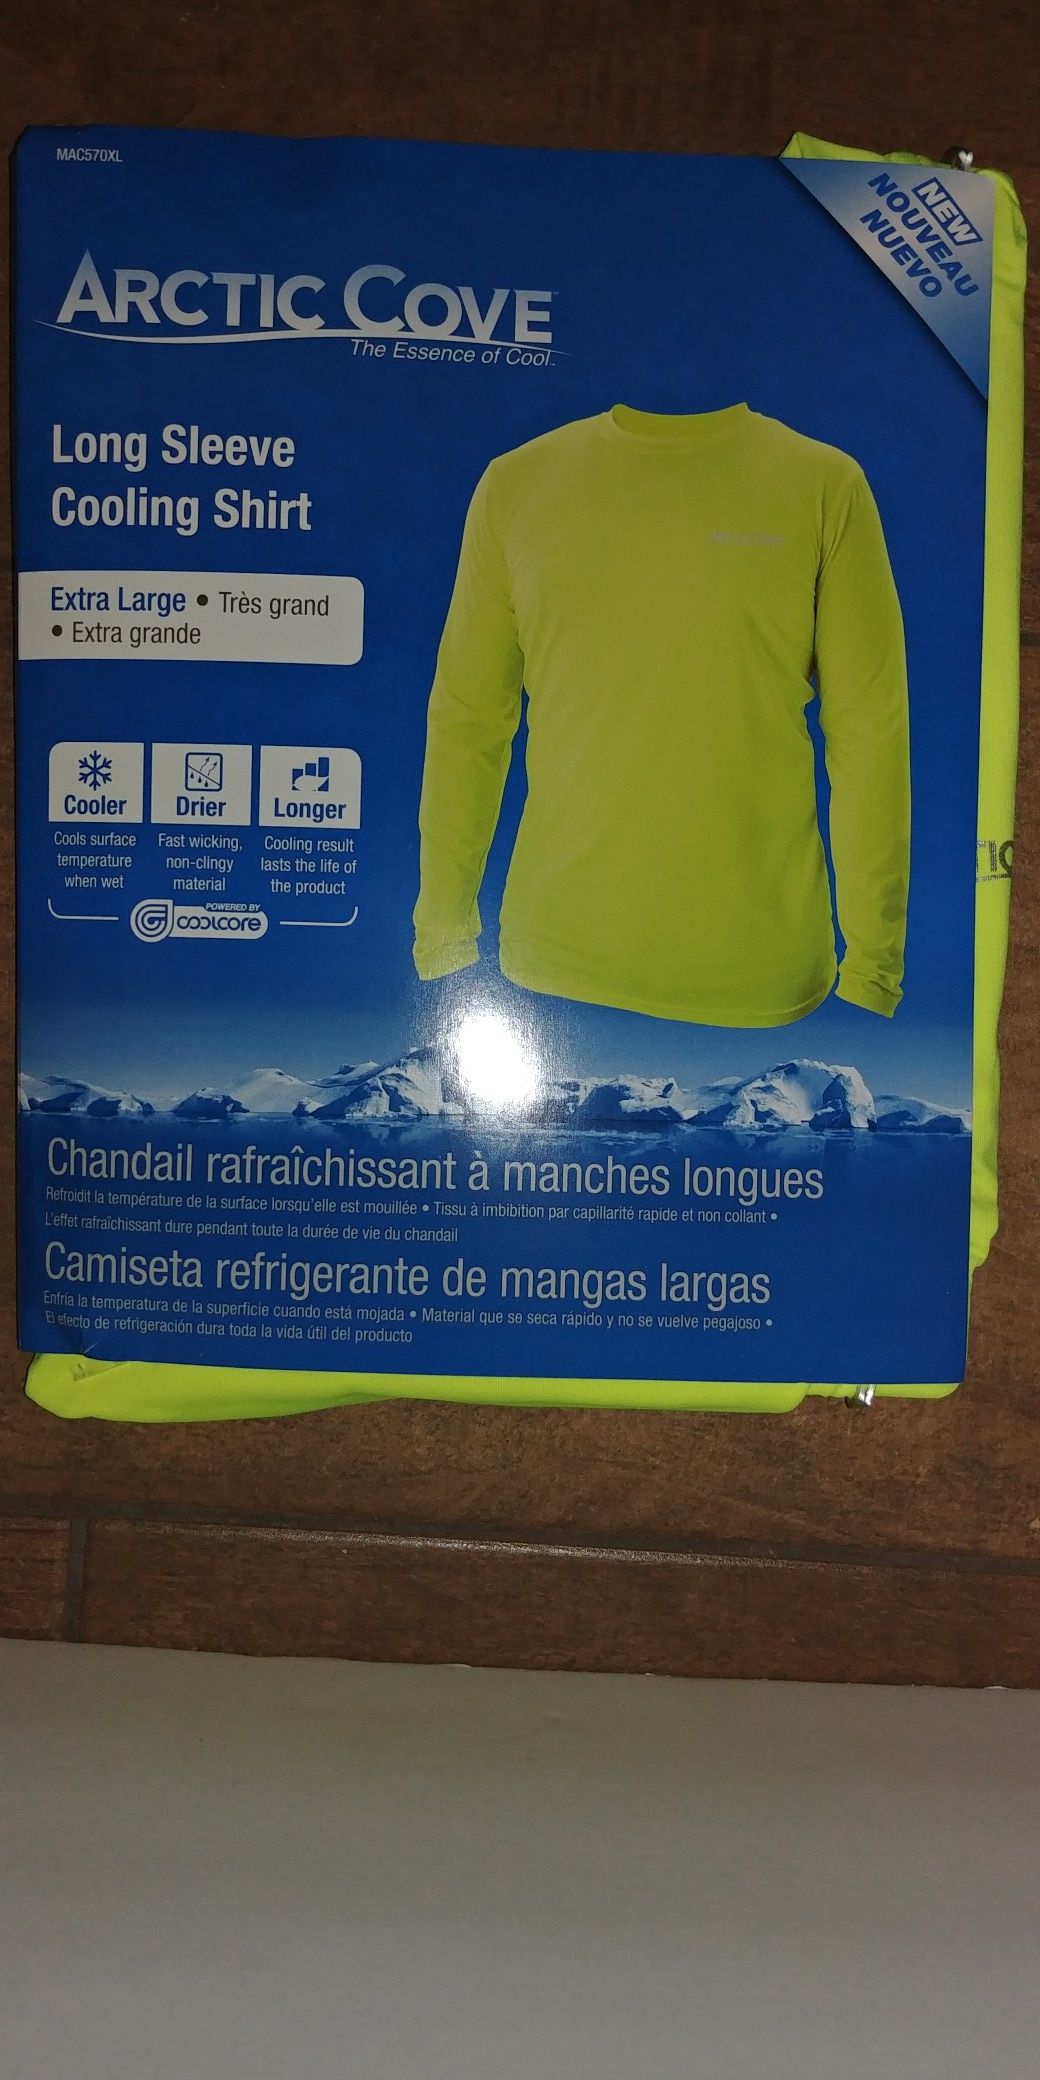 MAC570XL
NEW
NOUVEAU
NUEVO
ARCTIC COVE™
The Essence of Cool™
Long Sleeve
Cooling Shirt
Extra Large • Très grand
• Extra grande
Cooler
Cools surface
temperature
when wet
Drier
Fast wicking,
non-clingy
material
Longer
Cooling result
lasts the life of
the product
POWERED BY
coolcore
Chandail rafraîchissant à manches longues
Refroidit la température de la surface lorsqu'elle est mouillée • Tissu à imbibition par capillarité rapide et non collant •
L'effet rafraîchissant dure pendant toute la durée de vie du chandail
Camiseta refrigerante de mangas largas
Enfría la temperatura de la superficie cuando está mojada • Material que se seca rápido y no se vuelve pegajoso •
El efecto de refrigeración dura toda la vida útil del producto